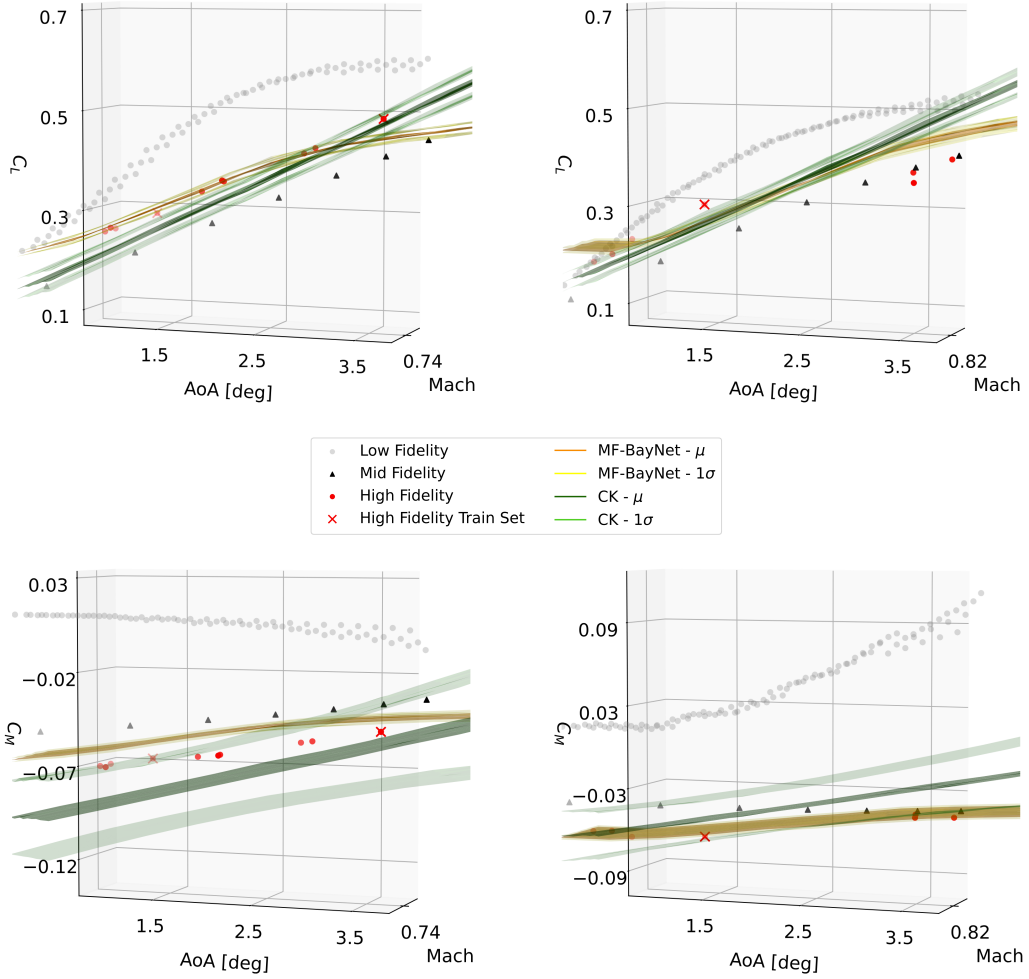 0.7
0.5
0.3
0.1
C_L
1.5
2.5
3.5
0.74
AoA [deg]
Mach
0.7
0.5
0.3
0.1
C_L
1.5
2.5
3.5
0.82
AoA [deg]
Mach
Low Fidelity
Mid Fidelity
High Fidelity
High Fidelity Train Set
MF-BayNet - μ
MF-BayNet - 1σ
CK - μ
CK - 1σ
0.03
−0.02
−0.07
−0.12
C_M
1.5
2.5
3.5
0.74
AoA [deg]
Mach
0.09
0.03
−0.03
−0.09
C_M
1.5
2.5
3.5
0.82
AoA [deg]
Mach